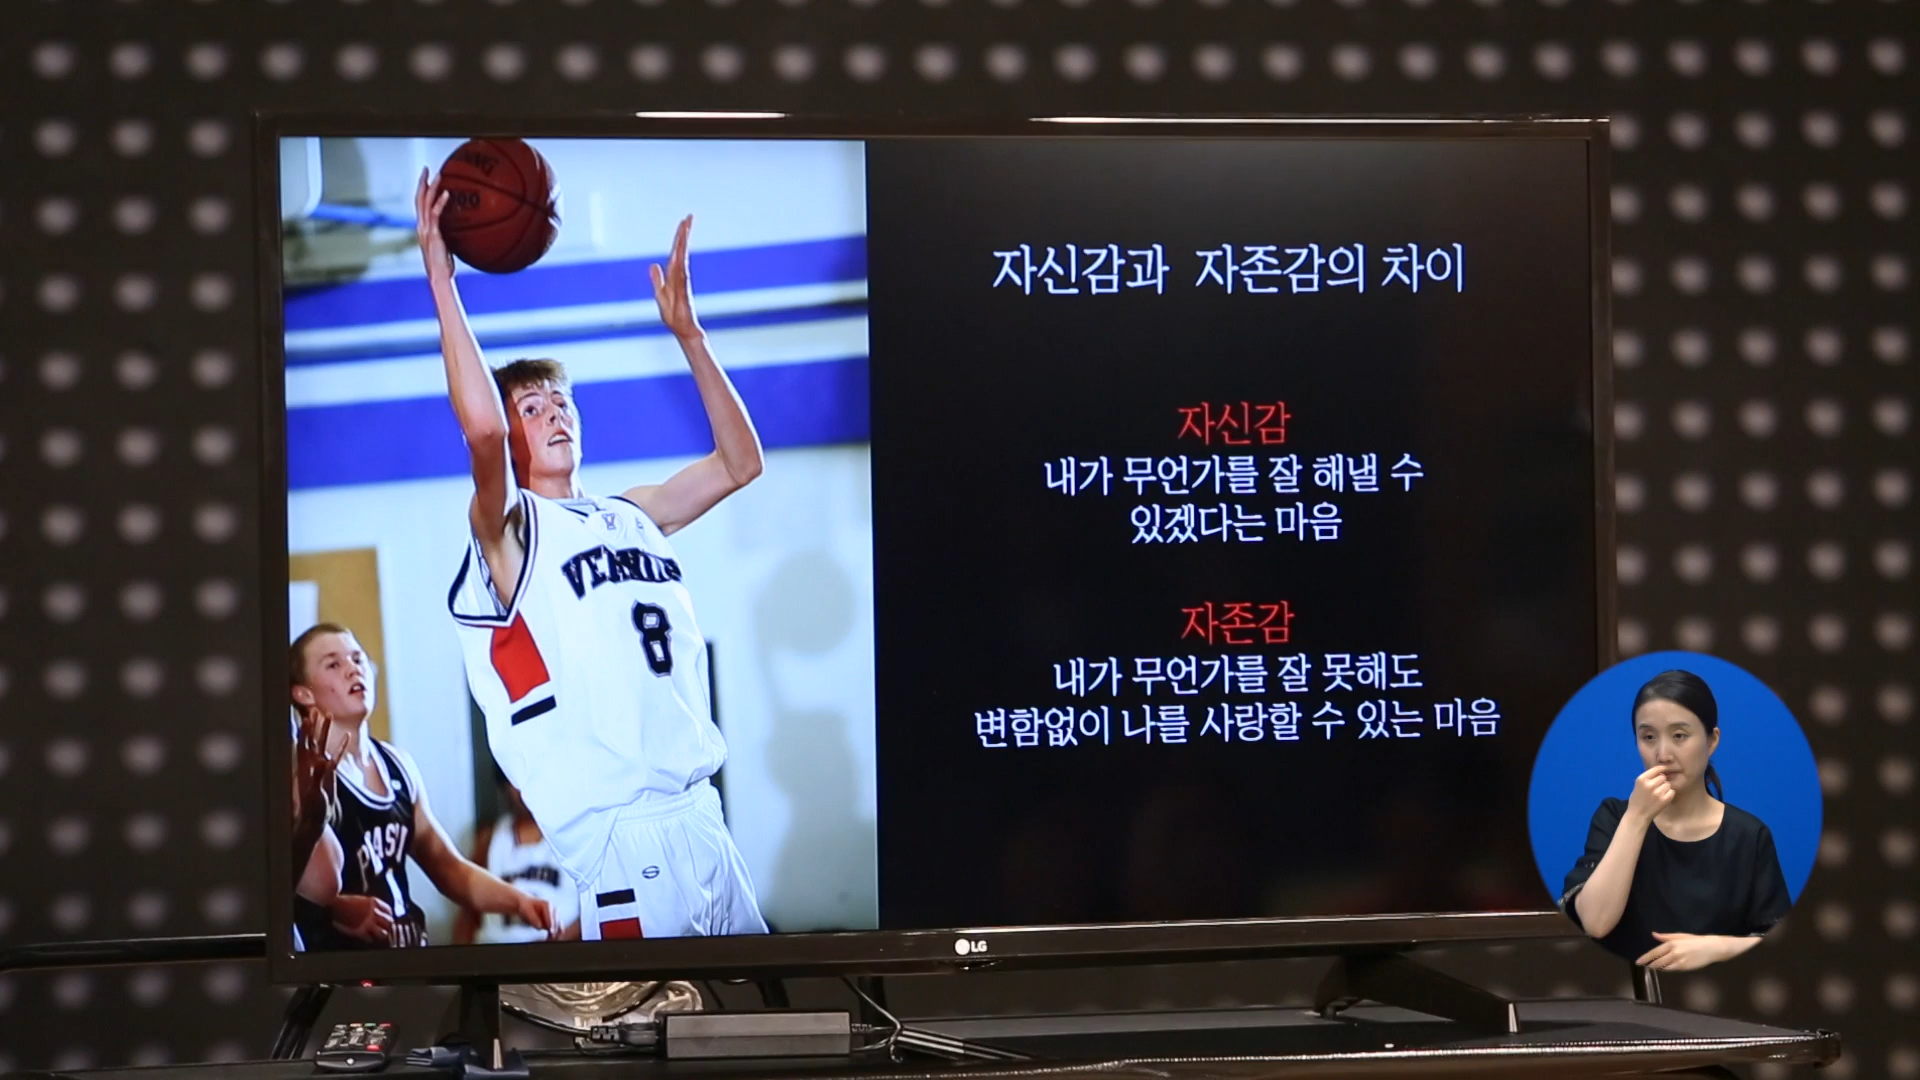 자신감과 자존감의 차이
자신감
내가 무언가를 잘 해낼 수
있겠다는 마음
자존감
내가 무언가를 잘 못해도
변함없이 나를 사랑할 수 있는 마음
8
1
LG